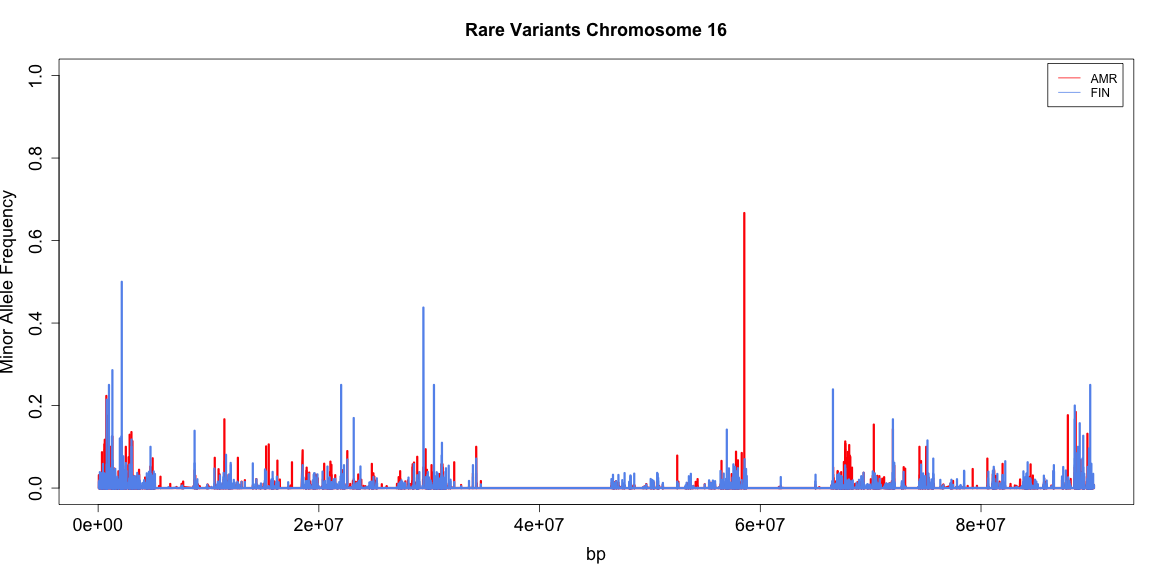 Rare Variants Chromosome 16
AMR
FIN
Minor Allele Frequency
1.0
0.8
0.6
0.4
0.2
0.0
0e+00 2e+07 4e+07 6e+07 8e+07
bp